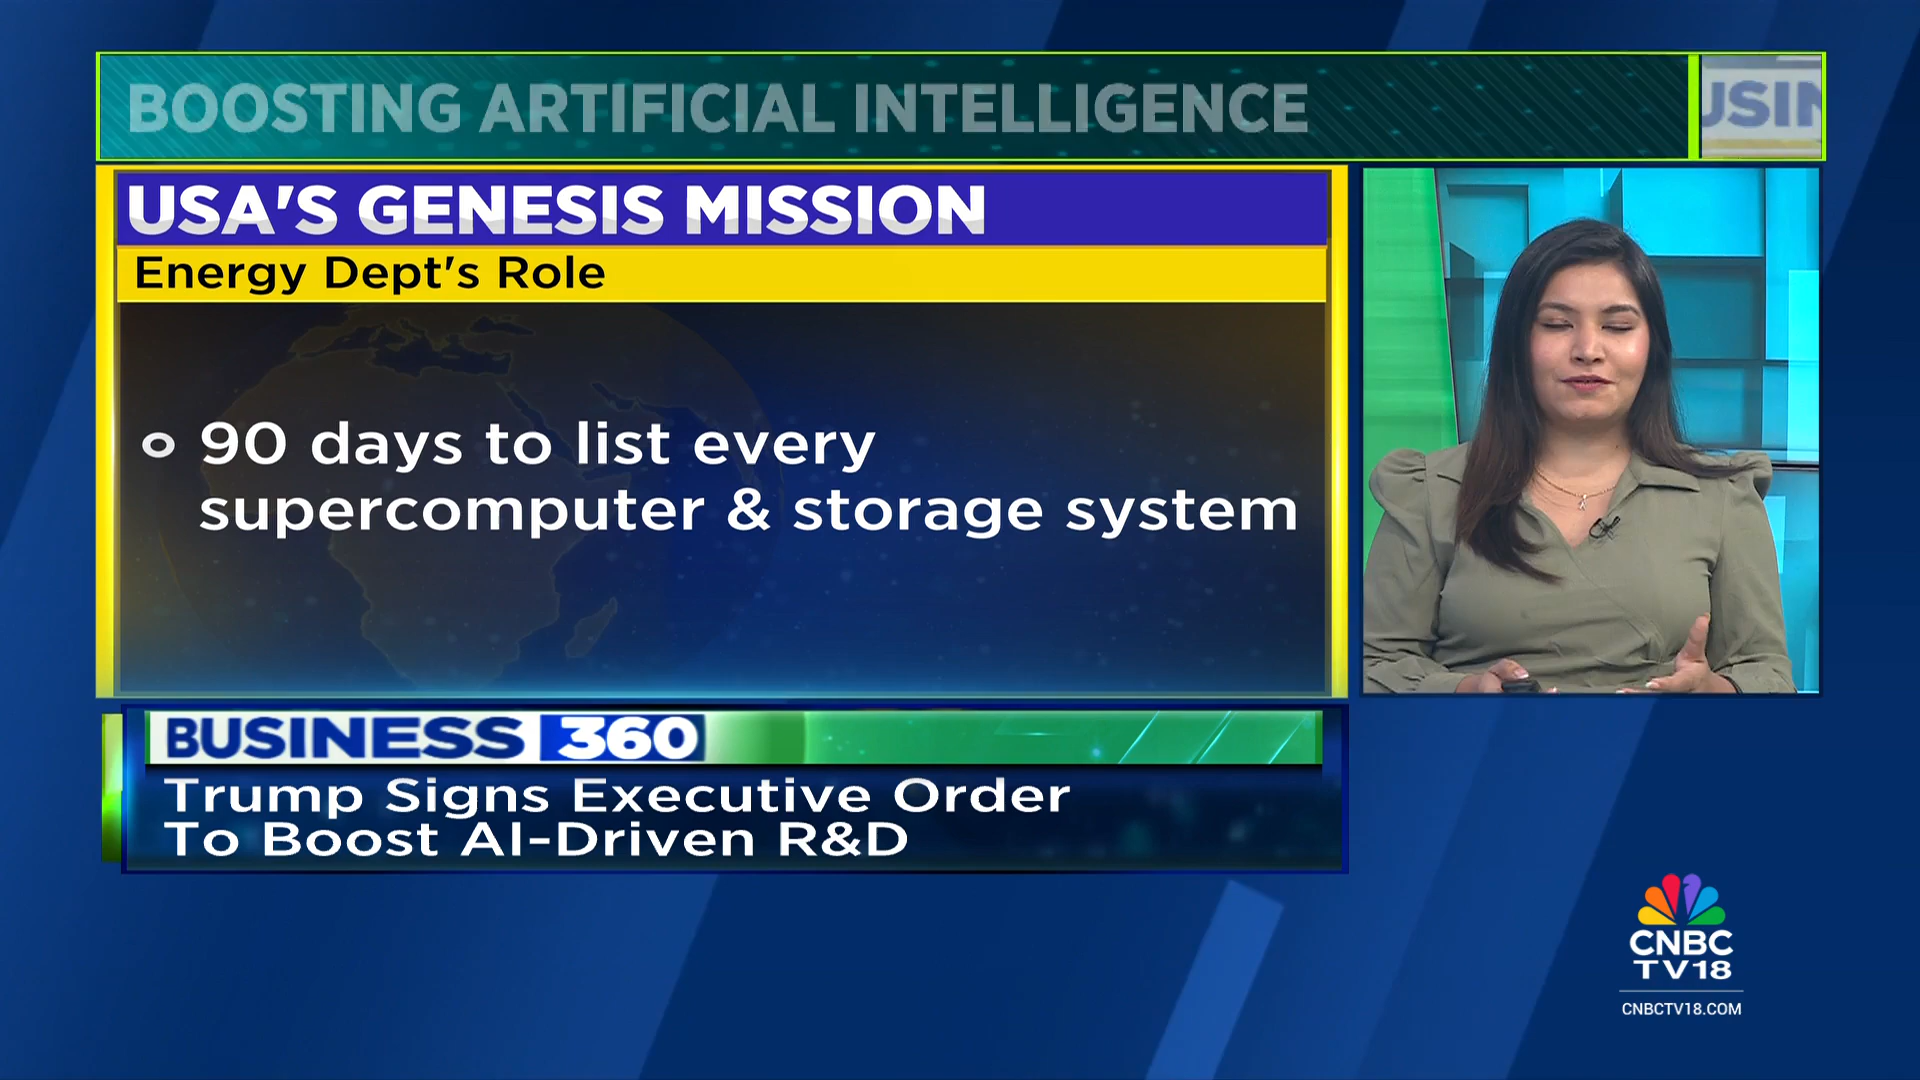 BOOSTING ARTIFICIAL INTELLIGENCE
USA'S GENESIS MISSION
Energy Dept's Role
o 90 days to list every
supercomputer & storage system
BUSINESS 360
Trump Signs Executive Order
To Boost AI-Driven R&D
CNBC
TV18
CNBCTV18.COM